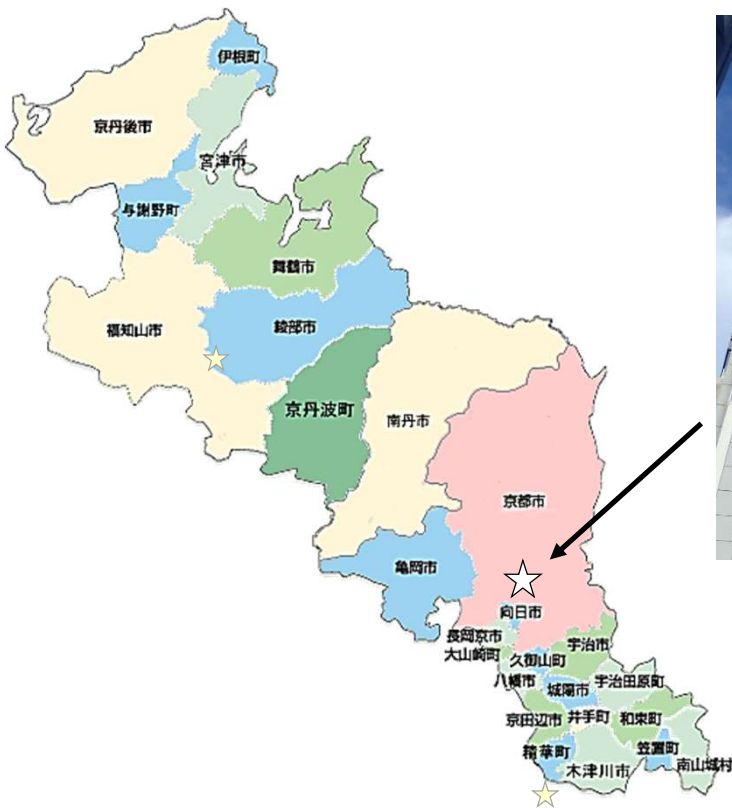 伊根町
京丹後市
宮津市
与謝野町
舞鶴市
福知山市
綾部市
京丹波町
南丹市
京都市
亀岡市
向日市
長岡京市
大山崎町
宇治市
久御山町
八幡市
城陽市
宇治田原町
京田辺市
井手町
和束町
精華町
笠置町
木津川市
南山城村